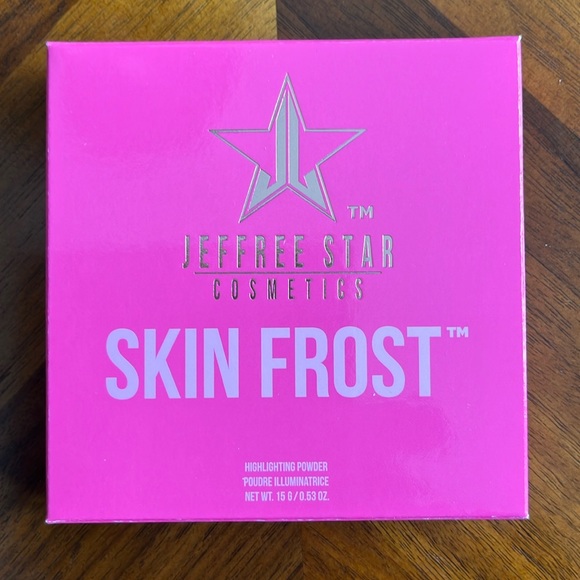 TM
JEFFREE STAR
COSMETICS
SKIN FROST™
HIGHLIGHTING POWDER
POUDRE ILLUMINATRICE
NET WT. 15 G / 0.53 OZ.